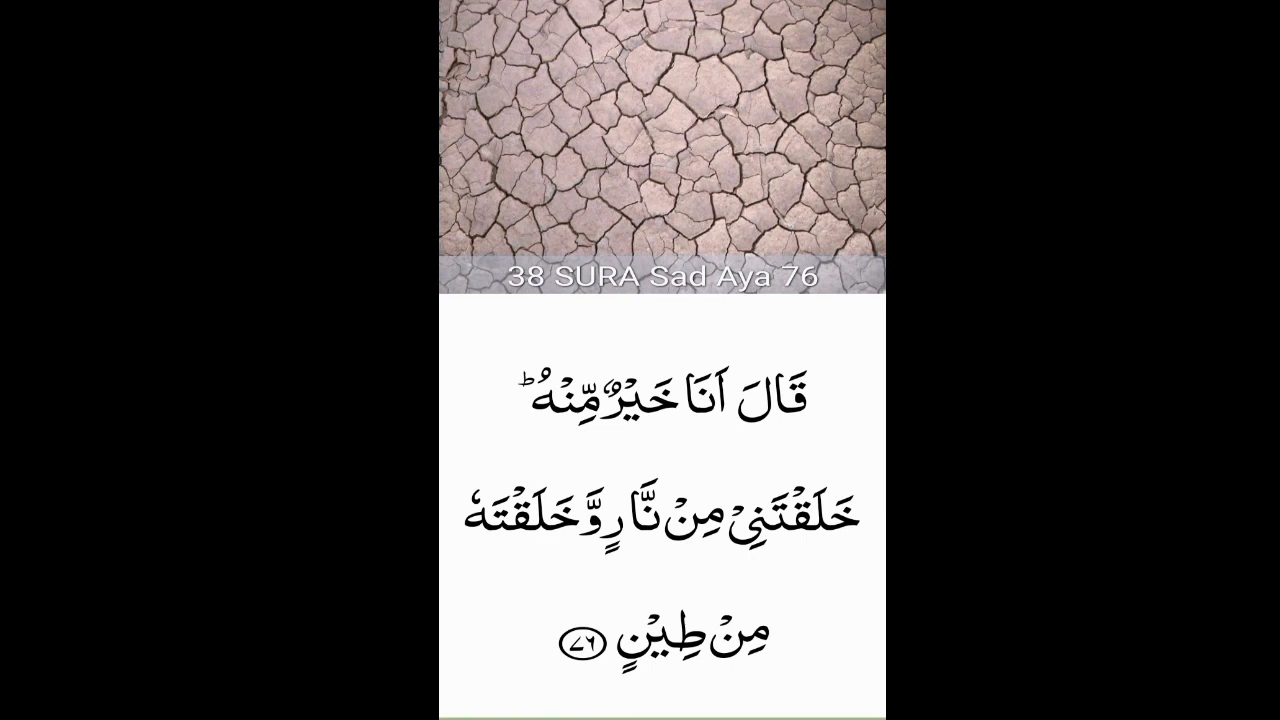 38 SURA Sad Aya 76
قَالَ اَنَا خَيْرٌ مِّنْهُ ؕ
خَلَقْتَنِىْ مِنْ نَّارٍ وَّخَلَقْتَهٗ
مِنْ طِيْنٍ ۷۶